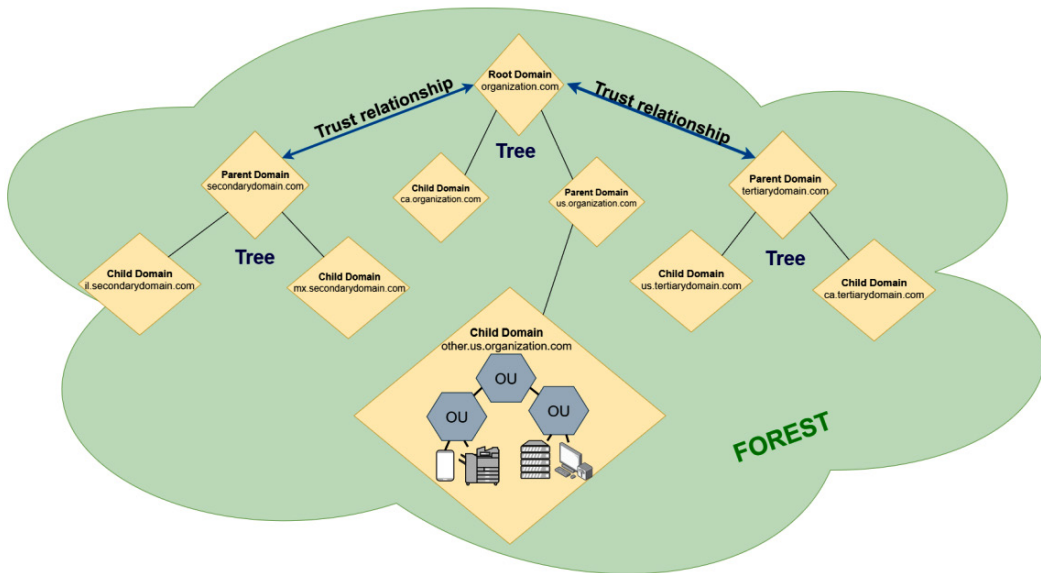 Root Domain
organization.com
Trust relationship
Trust relationship
Tree
Parent Domain
secondarydomain.com
Child Domain
ca.organization.com
Parent Domain
us.organization.com
Parent Domain
tertiarydomain.com
Tree
Tree
Child Domain
il.secondarydomain.com
Child Domain
mx.secondarydomain.com
Child Domain
us.tertiarydomain.com
Child Domain
ca.tertiarydomain.com
Child Domain
other.us.organization.com
OU
OU
OU
FOREST